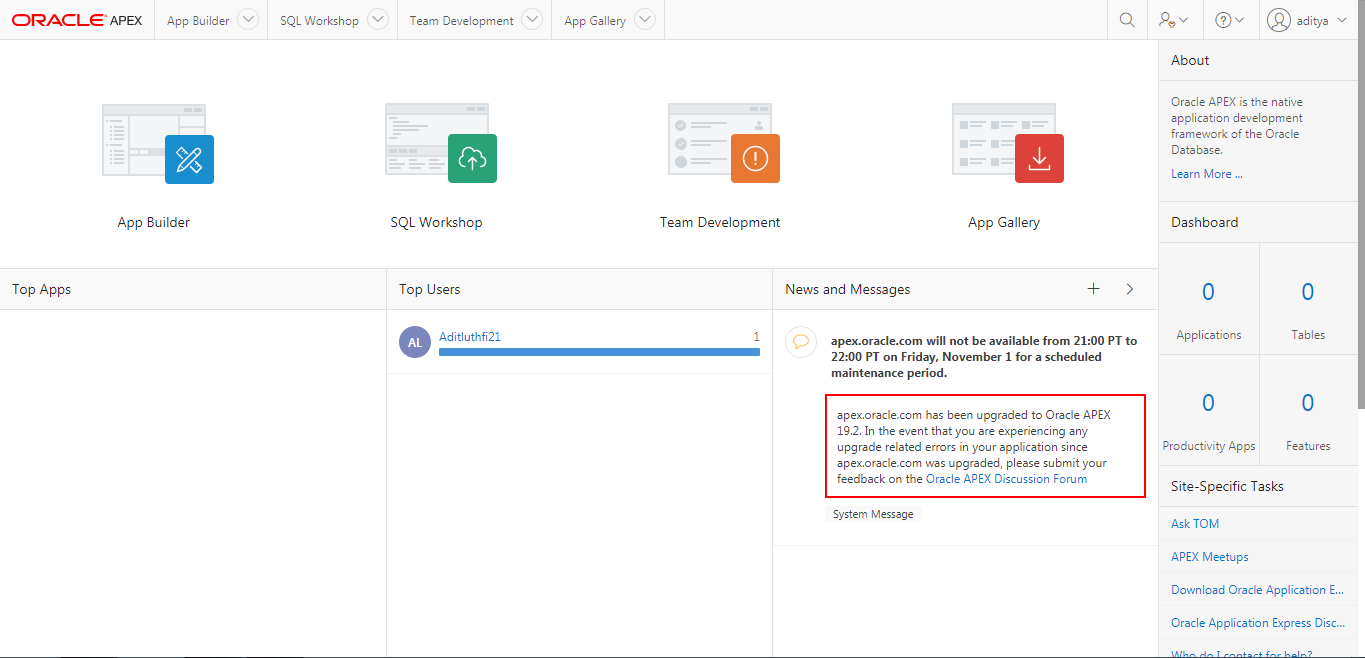 ORACLE APEX
App Builder
SQL Workshop
Team Development
App Gallery
aditya
App Builder
SQL Workshop
Team Development
App Gallery
Top Apps
Top Users
AL
Aditluthfi21
1
News and Messages
apex.oracle.com will not be available from 21:00 PT to
22:00 PT on Friday, November 1 for a scheduled
maintenance period.
apex.oracle.com has been upgraded to Oracle APEX
19.2. In the event that you are experiencing any
upgrade related errors in your application since
apex.oracle.com was upgraded, please submit your
feedback on the Oracle APEX Discussion Forum
System Message
About
Oracle APEX is the native
application development
framework of the Oracle
Database.
Learn More ...
Dashboard
0
Applications
0
Tables
0
Productivity Apps
0
Features
Site-Specific Tasks
Ask TOM
APEX Meetups
Download Oracle Application E...
Oracle Application Express Disc...
Who do I contact for help?